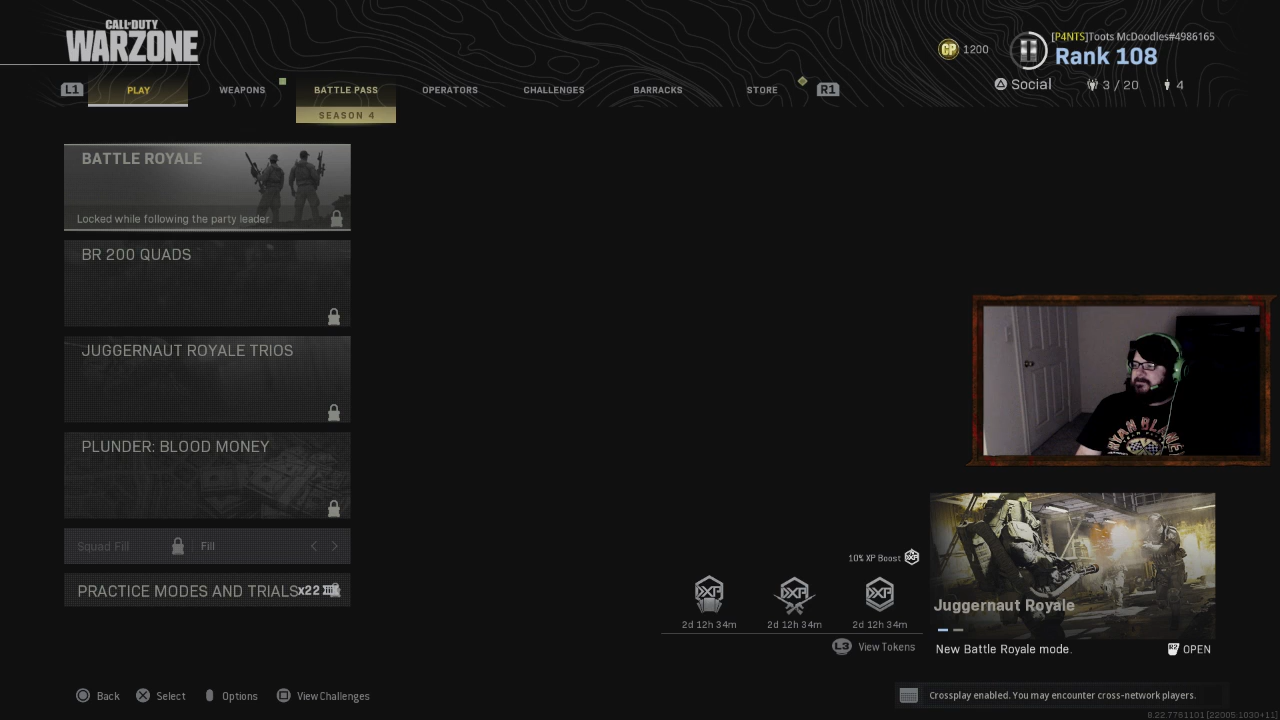 CALL OF DUTY
WARZONE
CP 1200
[P4NTS]Toots McDoodles#4986165
Rank 108
Social 3 / 20 4
L1 PLAY WEAPONS BATTLE PASS OPERATORS CHALLENGES BARRACKS STORE R1
SEASON 4
BATTLE ROYALE
Locked while following the party leader.
BR 200 QUADS
JUGGERNAUT ROYALE TRIOS
PLUNDER: BLOOD MONEY
Squad Fill Fill
PRACTICE MODES AND TRIALS x22
10% XP Boost
2d 12h 34m 2d 12h 34m 2d 12h 34m
L3 View Tokens
Juggernaut Royale
New Battle Royale mode.
OPEN
Back Select Options View Challenges
Crossplay enabled. You may encounter cross-network players.